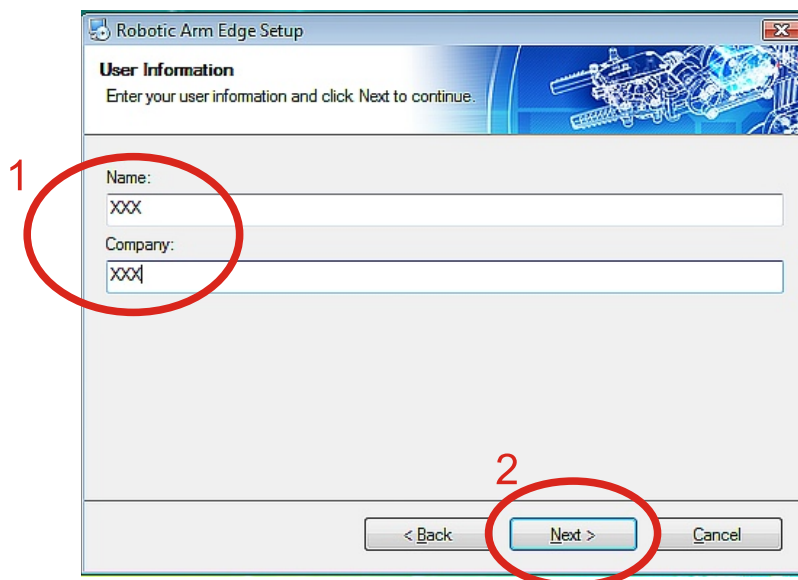 Robotic Arm Edge Setup
User Information
Enter your user information and click Next to continue.
1
Name:
XXX
Company:
XXX
2
< Back Next > Cancel